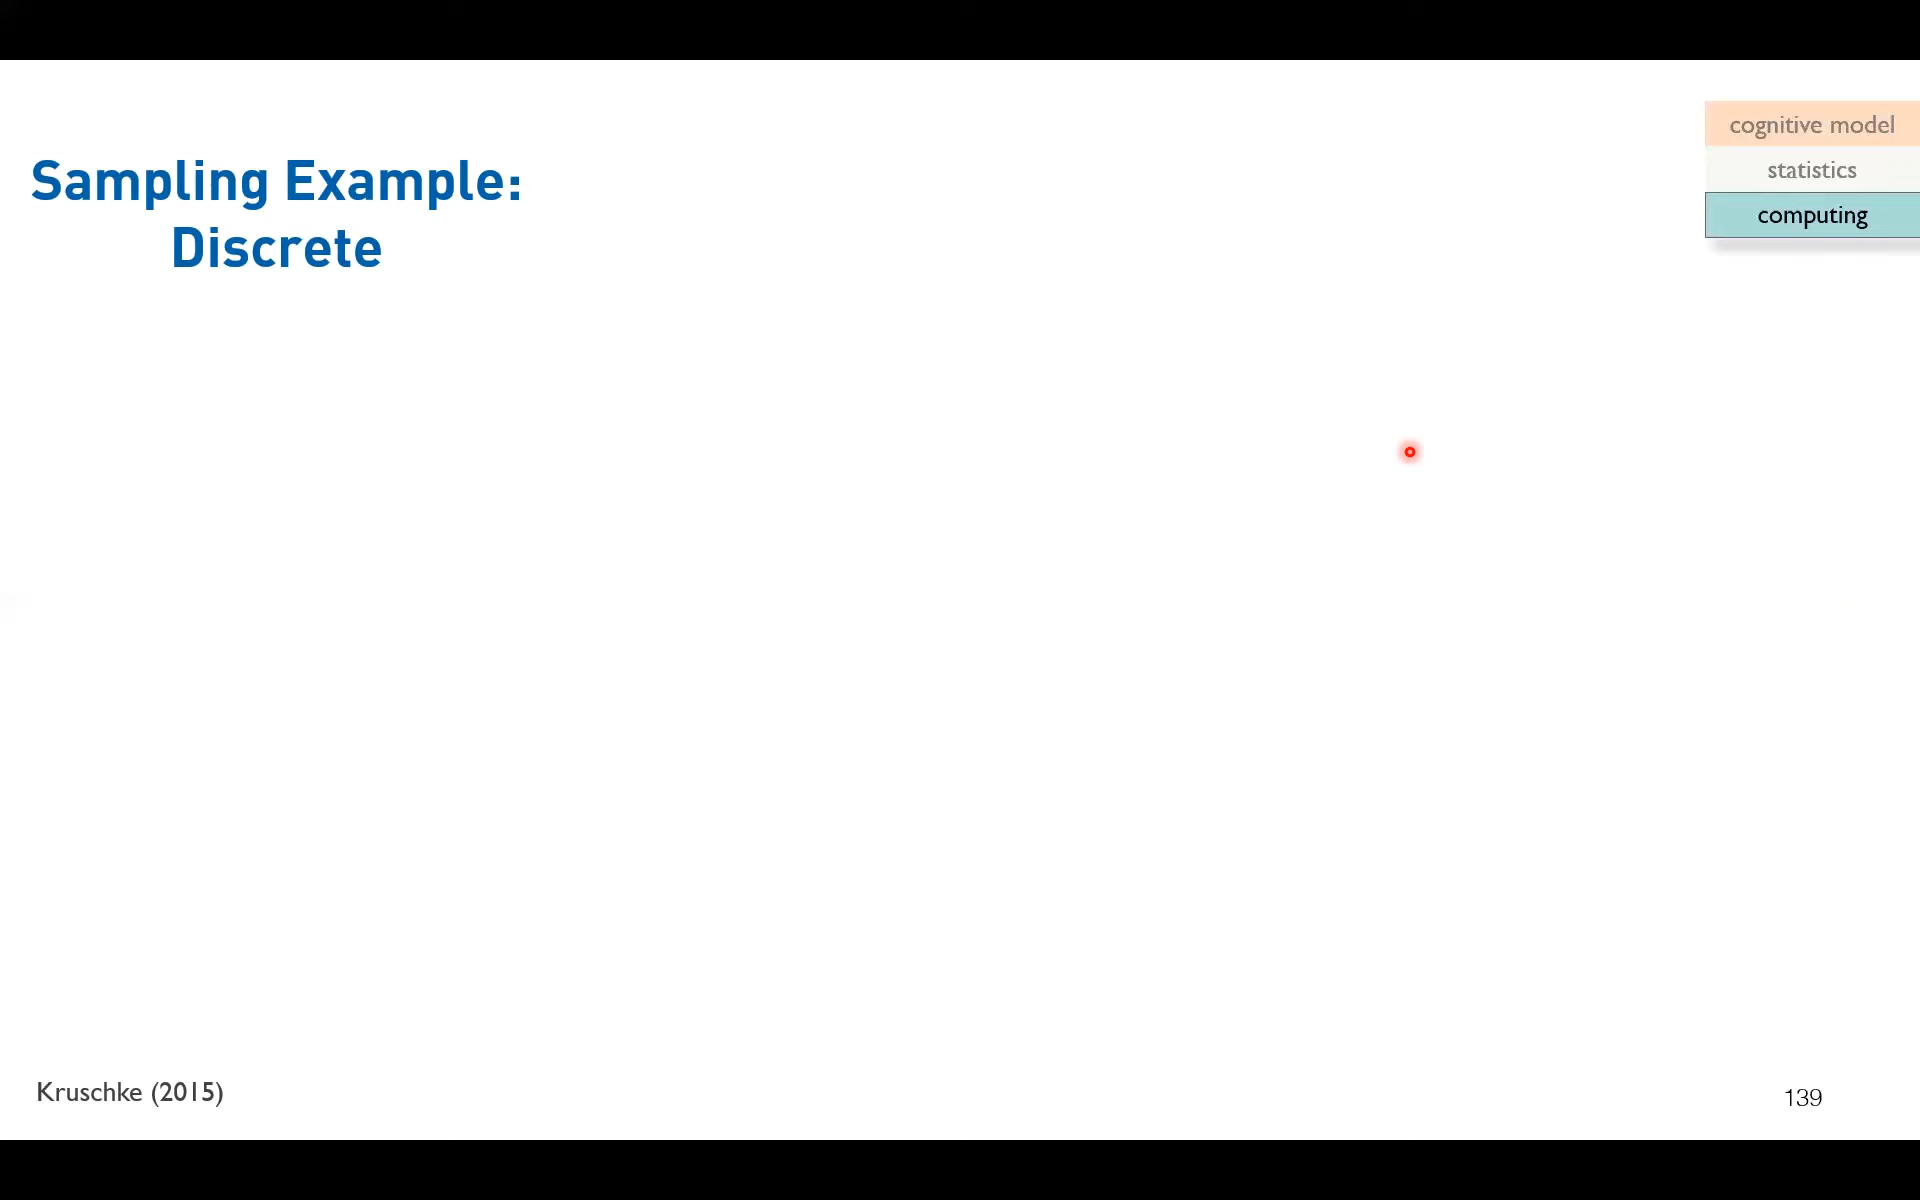 Sampling Example:
Discrete
cognitive model
statistics
computing
Kruschke (2015)
139